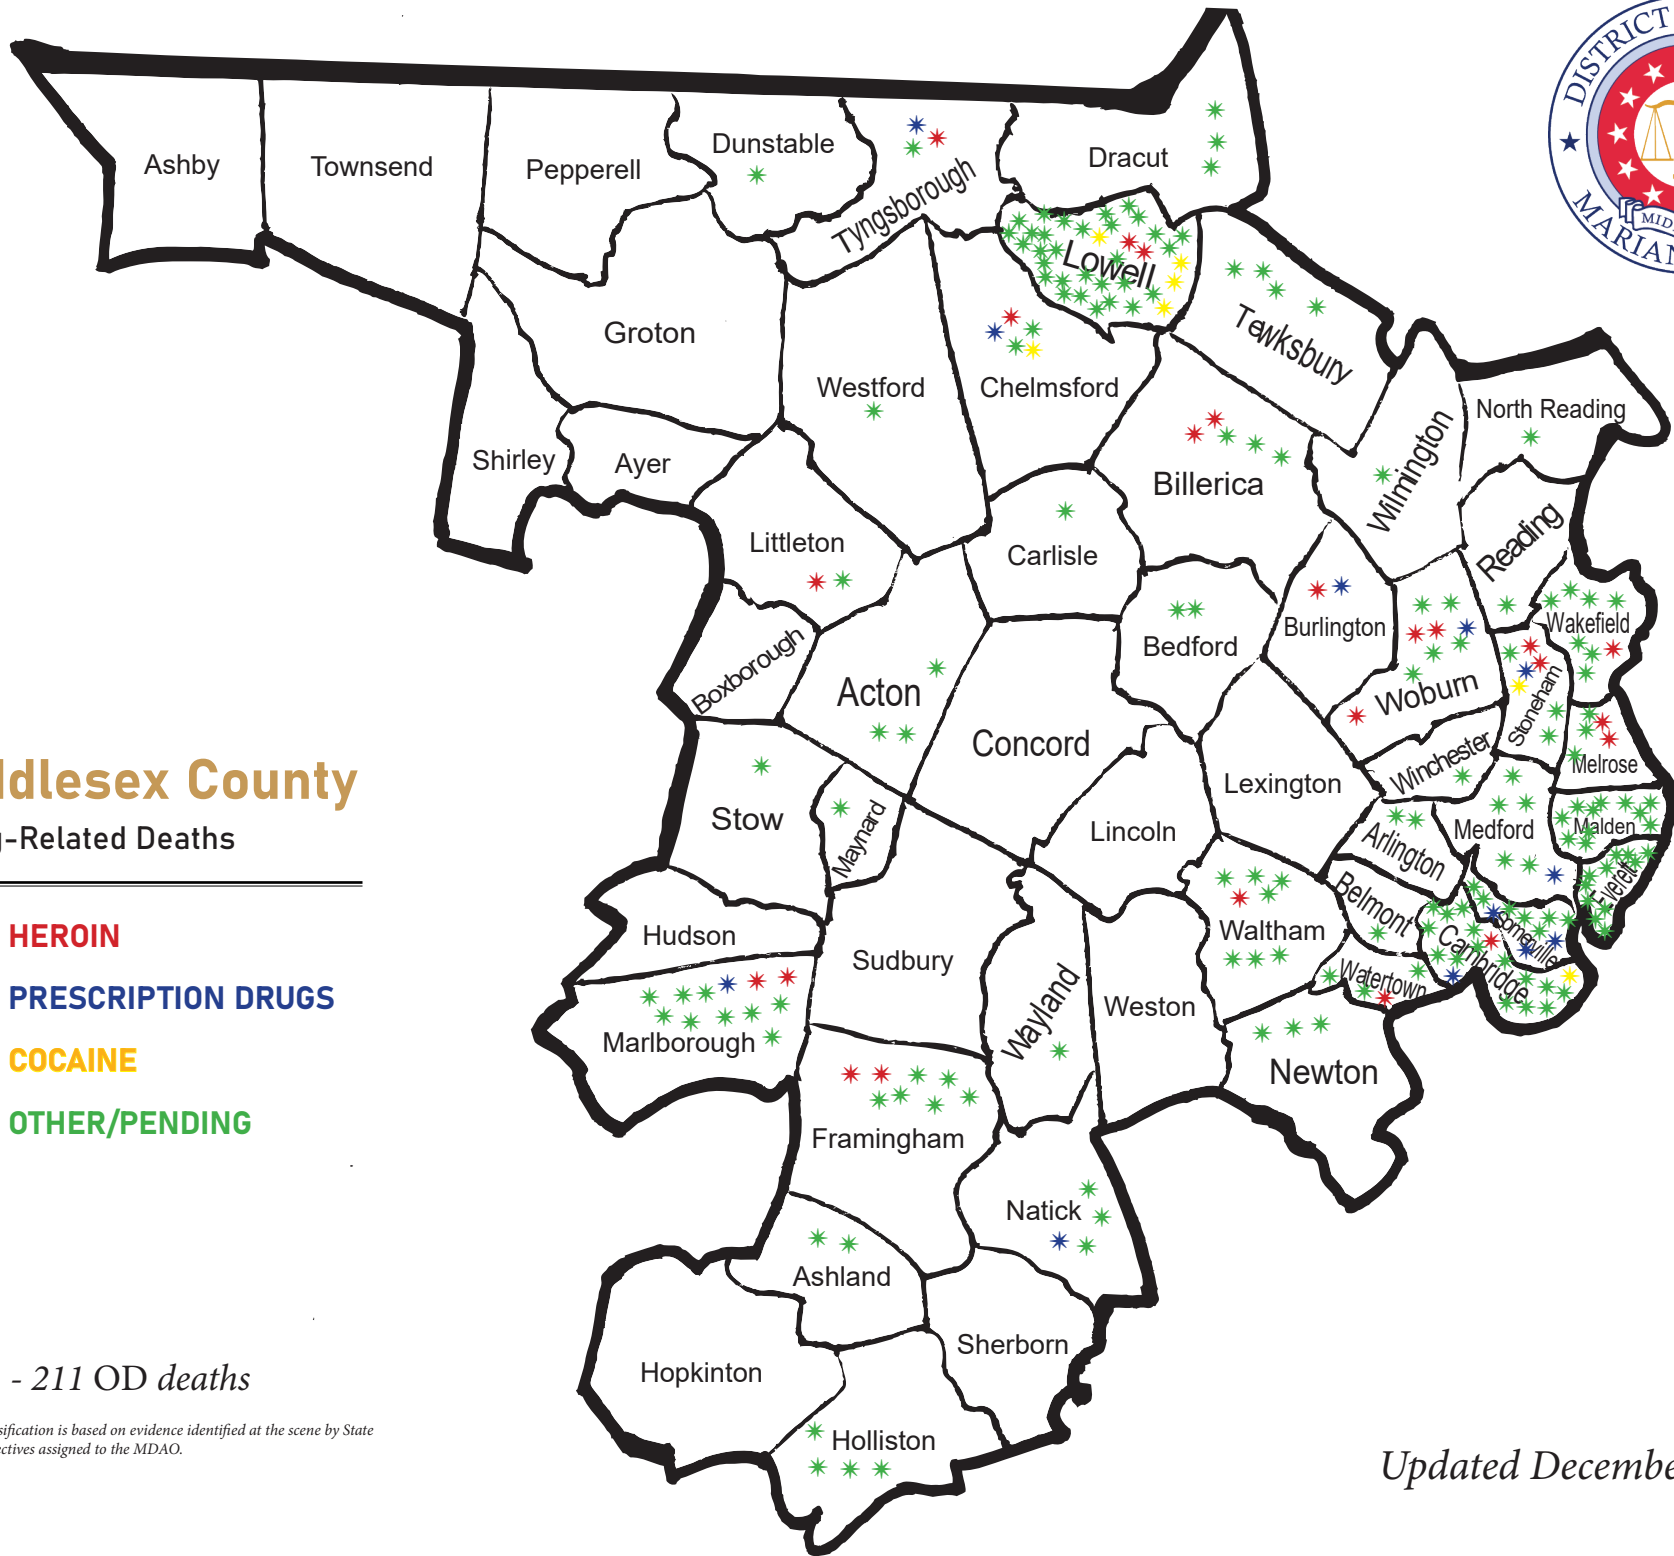 DISTRICT
MARIAN
MID
Ashby
Townsend
Pepperell
Dunstable
Tyngsborough
Dracut
Lowell
Tewksbury
Groton
Westford
Chelmsford
Billerica
Wilmington
North Reading
Shirley
Ayer
Littleton
Carlisle
Reading
Boxborough
Acton
Bedford
Burlington
Wakefield
Woburn
Stoneham
Concord
Winchester
Melrose
Lexington
ddlesex County
Stow
Maynard
Lincoln
Arlington
Medford
Malden
g-Related Deaths
Everett
Belmont
HEROIN
Hudson
Sudbury
Waltham
Cambridge
Somerville
PRESCRIPTION DRUGS
Marlborough
Wayland
Weston
Watertown
COCAINE
Newton
OTHER/PENDING
Framingham
Natick
Ashland
Sherborn
Hopkinton
- 211 OD deaths
Holliston
sification is based on evidence identified at the scene by State
ectives assigned to the MDAO.
Updated Decembe